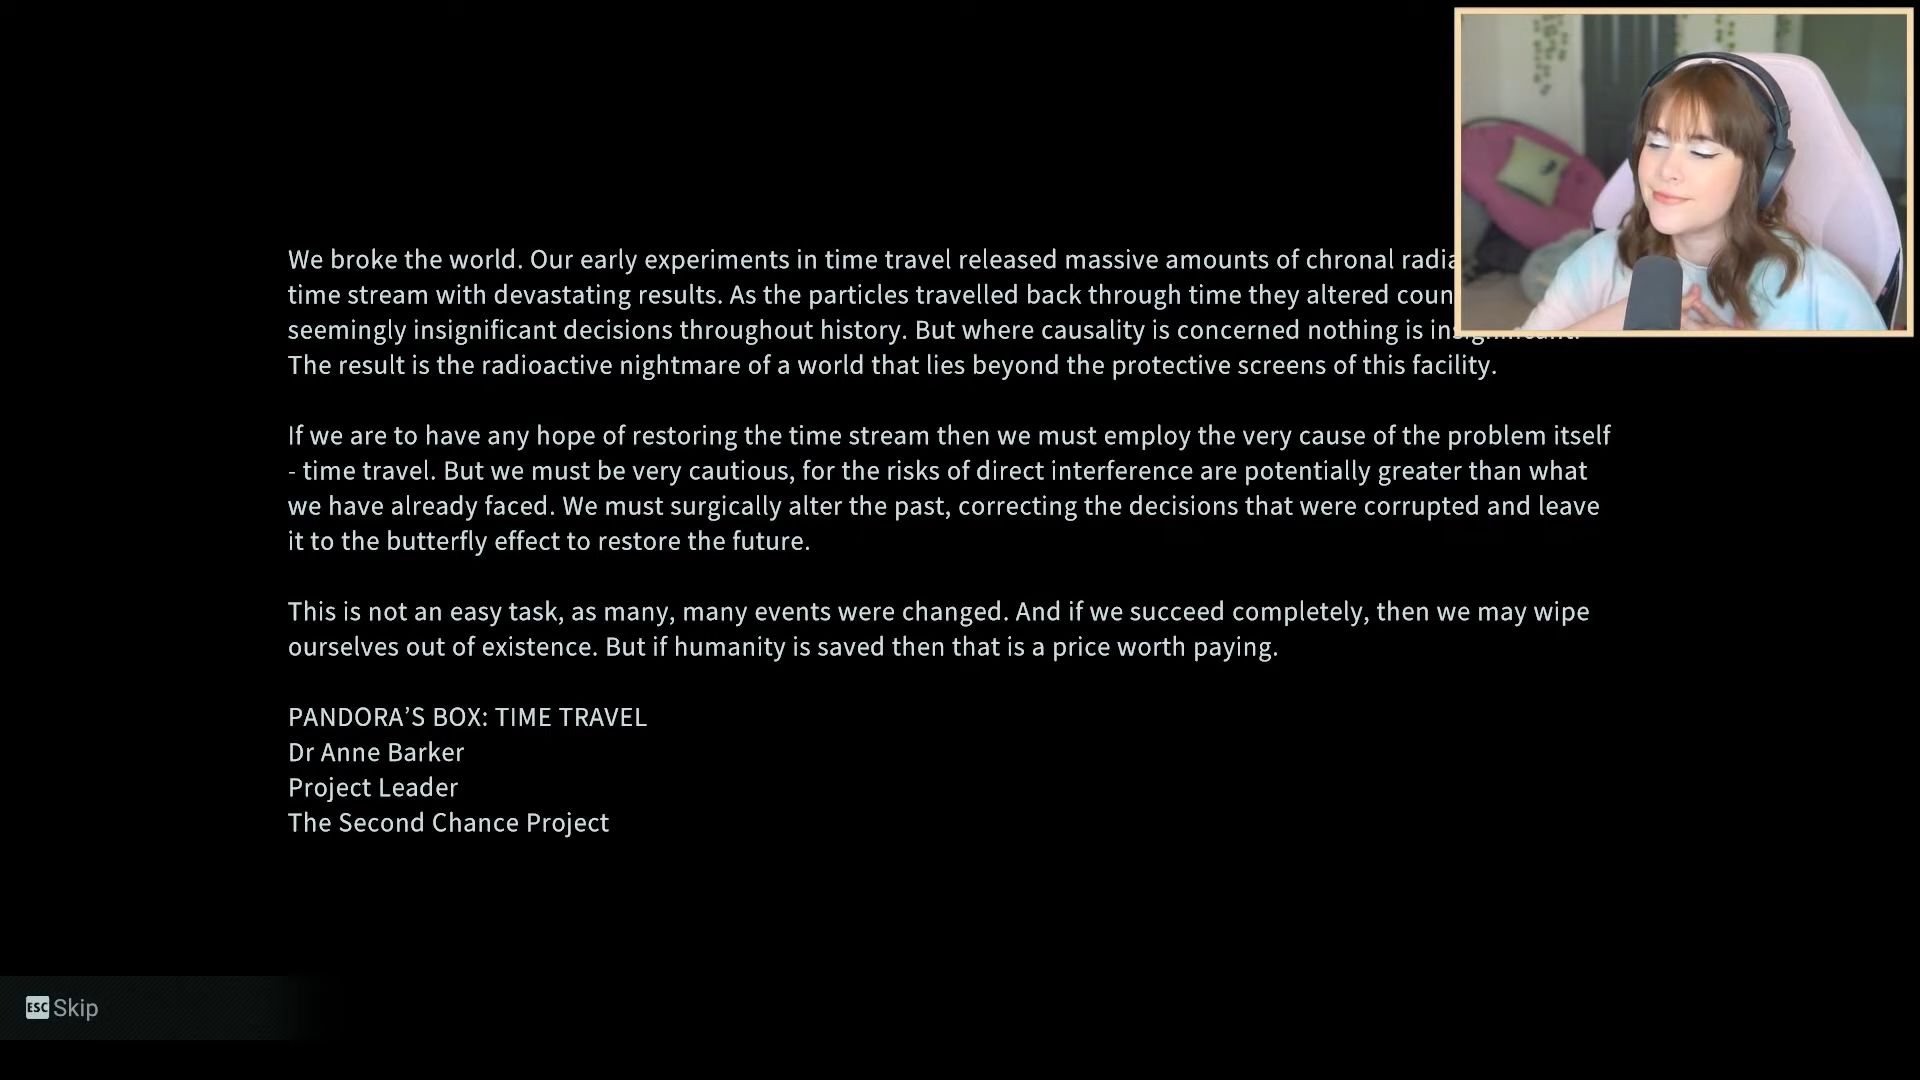 We broke the world. Our early experiments in time travel released massive amounts of chronal
time stream with devastating results. As the particles travelled back through time they altered
seemingly insignificant decisions throughout history. But where causality is concerned nothing is
The result is the radioactive nightmare of a world that lies beyond the protective screens of this facility.
If we are to have any hope of restoring the time stream then we must employ the very cause of the problem itself
- time travel. But we must be very cautious, for the risks of direct interference are potentially greater than what
we have already faced. We must surgically alter the past, correcting the decisions that were corrupted and leave
it to the butterfly effect to restore the future.
This is not an easy task, as many, many events were changed. And if we succeed completely, then we may wipe
ourselves out of existence. But if humanity is saved then that is a price worth paying.
PANDORA'S BOX: TIME TRAVEL
Dr Anne Barker
Project Leader
The Second Chance Project
ESC Skip